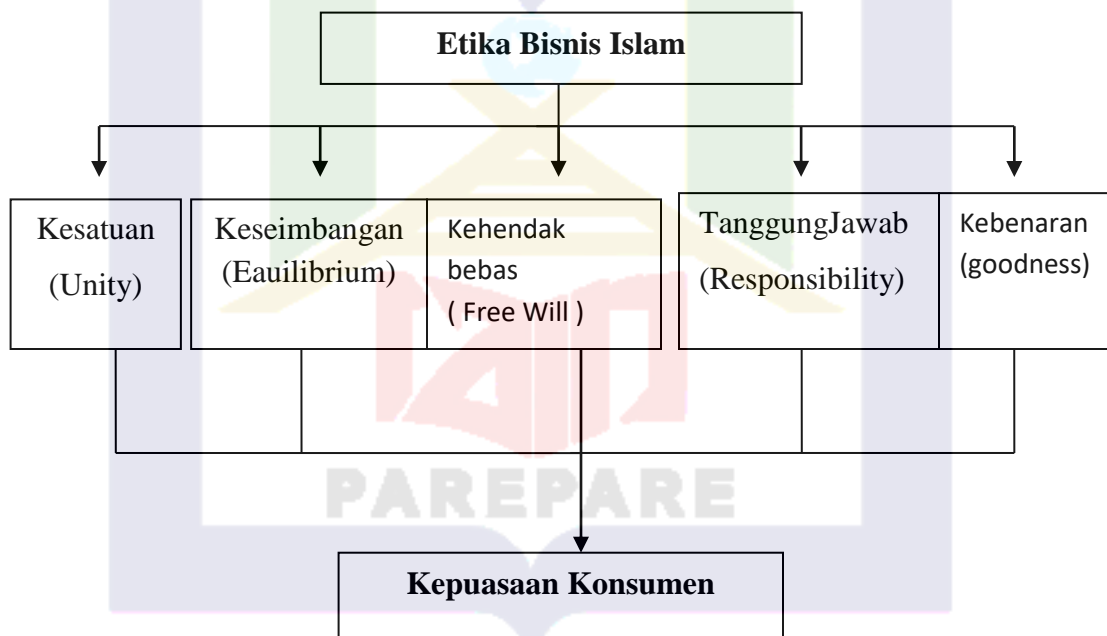 Etika Bisnis Islam
Kesatuan
(Unity)
Keseimbangan
(Eauilibrium)
Kehendak
bebas
( Free Will )
TanggungJawab
(Responsibility)
Kebenaran
(goodness)
PAREPARE
Kepuasaan Konsumen